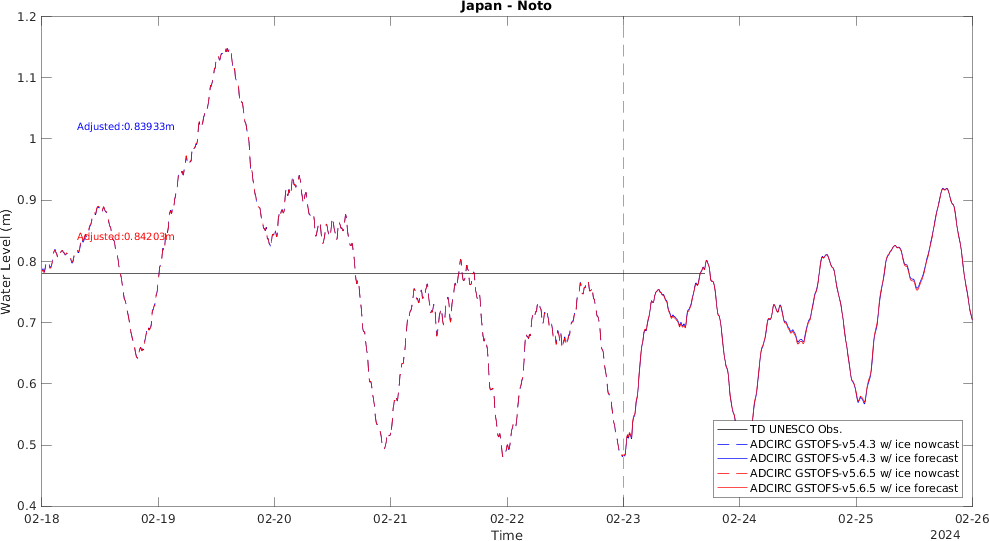 Japan - Noto
1.2
1.1
1
0.9
0.8
0.7
0.6
0.5
0.4
Water Level (m)
Adjusted:0.83933m
Adjusted:0.84203m
TD UNESCO Obs.
ADCIRC GSTOFS-v5.4.3 w/ ice nowcast
ADCIRC GSTOFS-v5.4.3 w/ ice forecast
ADCIRC GSTOFS-v5.6.5 w/ ice nowcast
ADCIRC GSTOFS-v5.6.5 w/ ice forecast
02-18 02-19 02-20 02-21 02-22 02-23 02-24 02-25 02-26
Time
2024